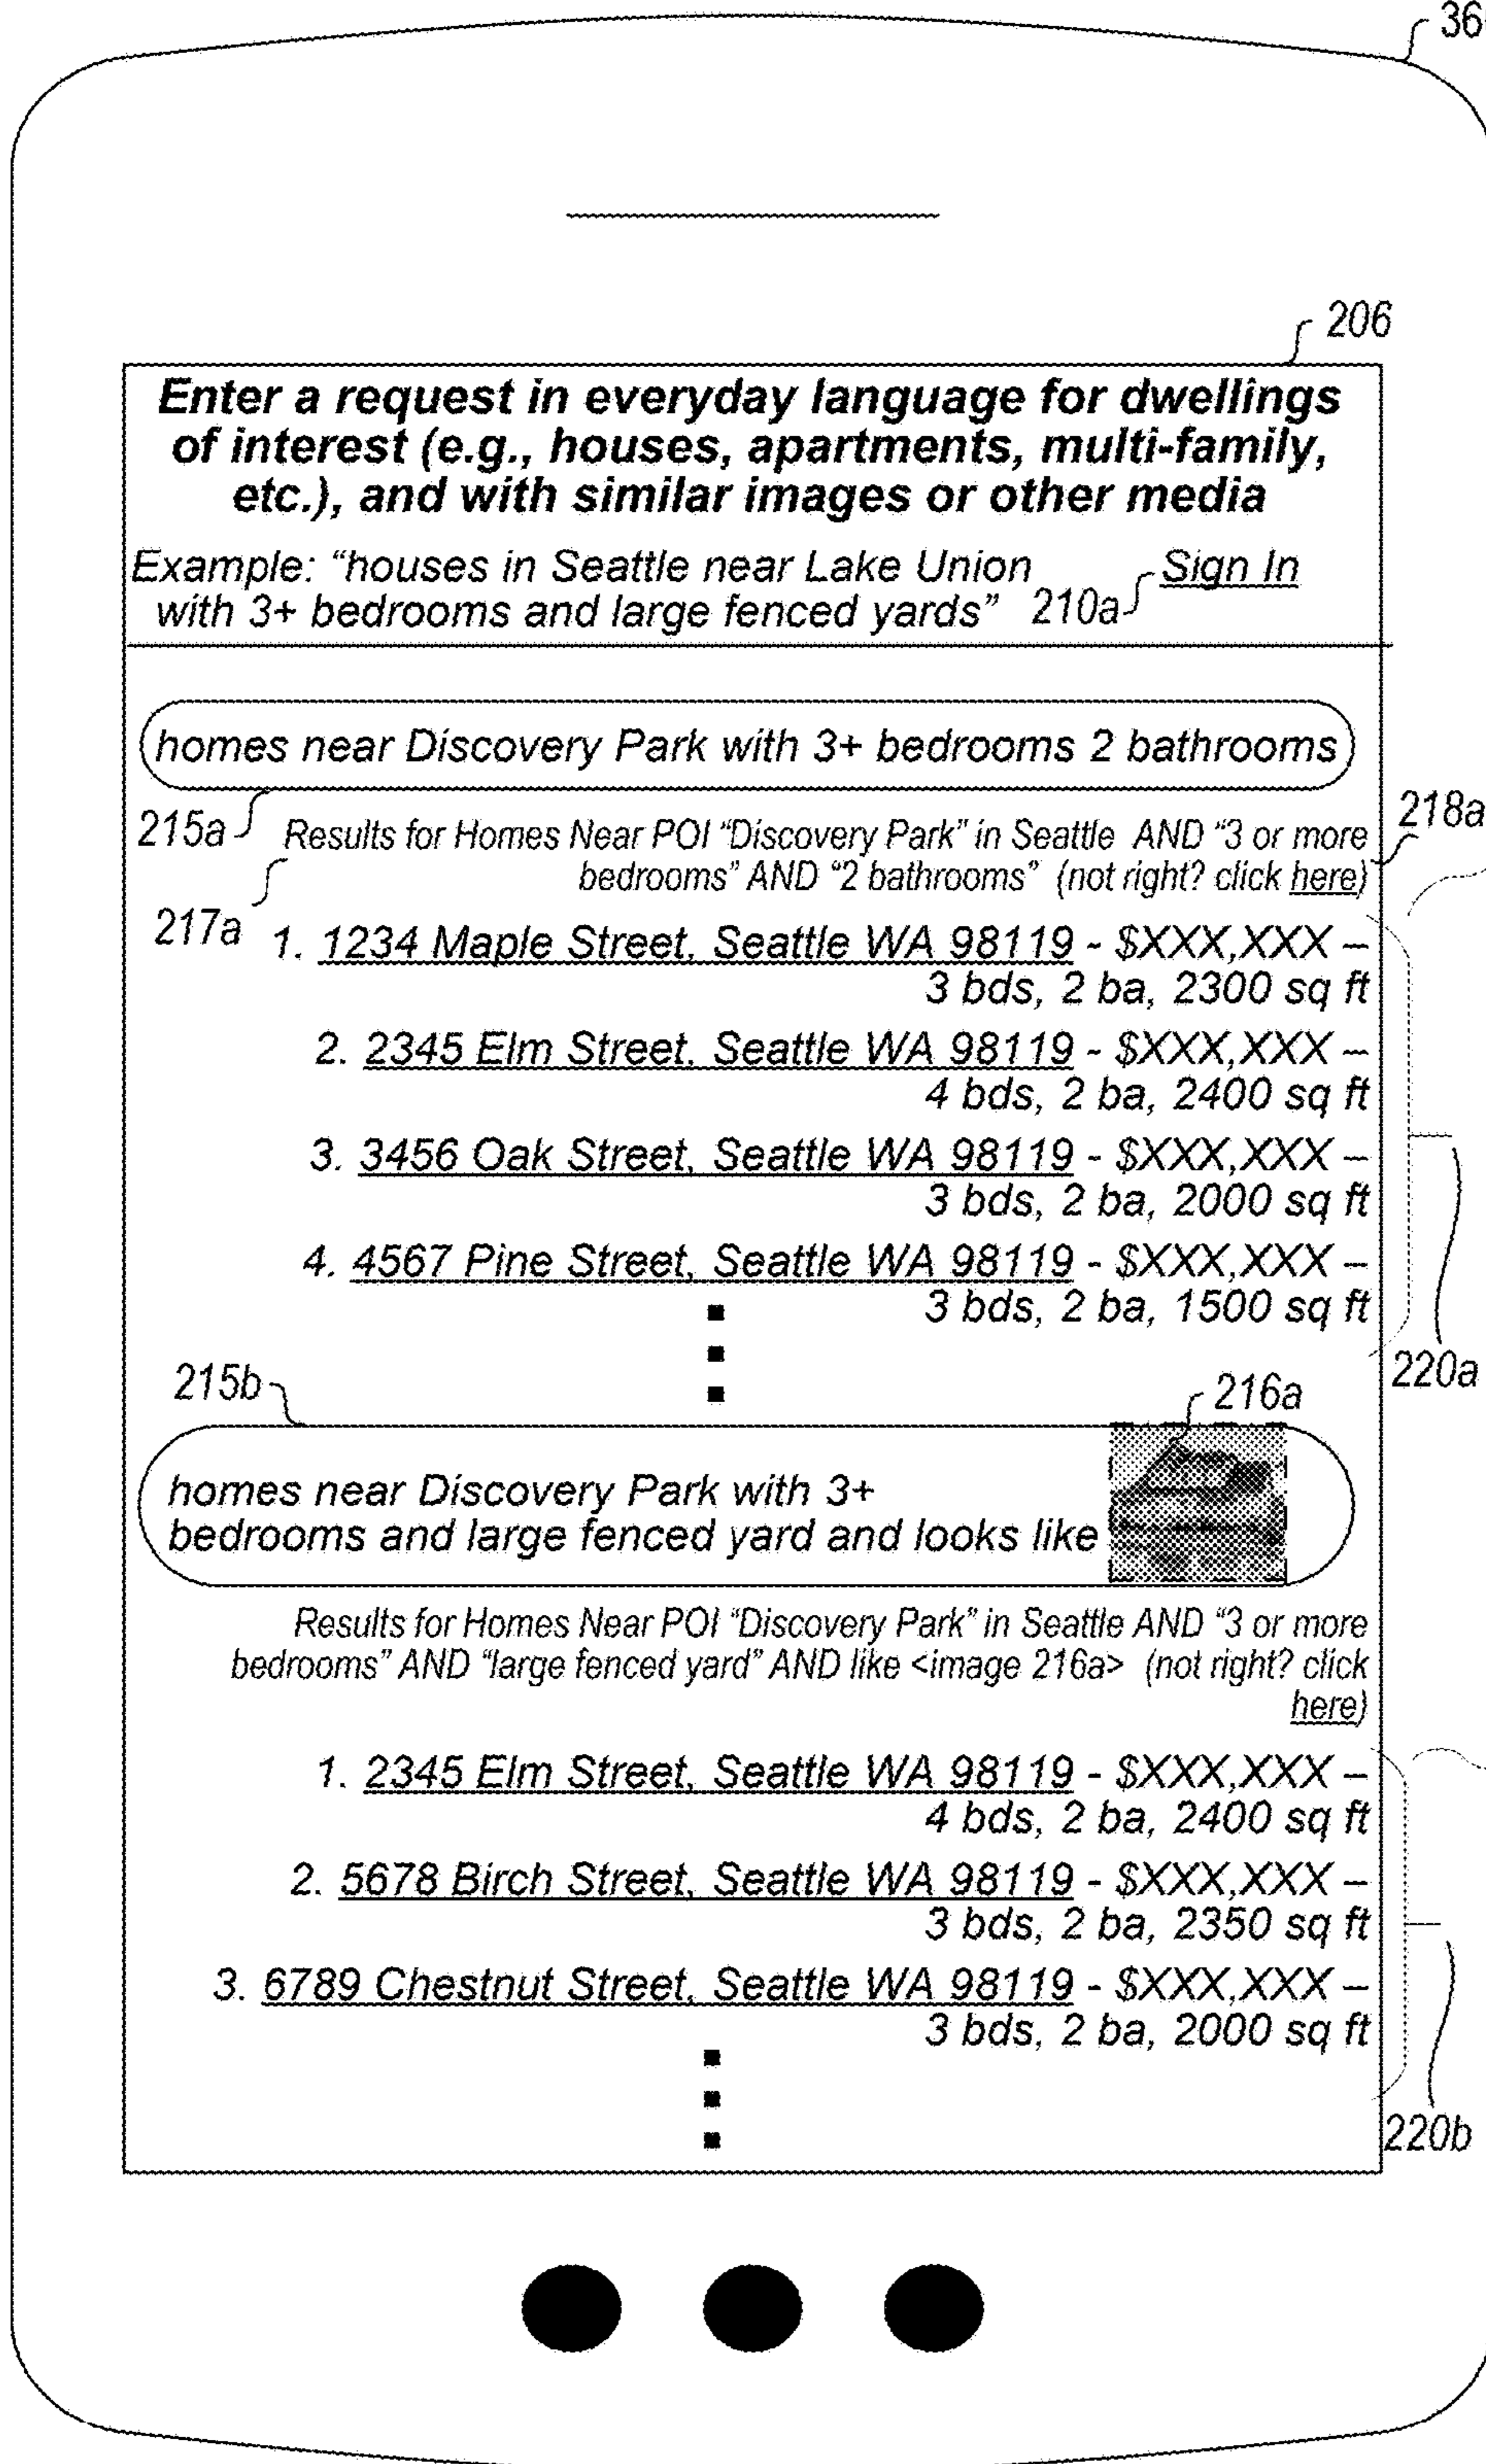 36
206
Enter a request in everyday language for dwellings
of interest (e.g., houses, apartments, multi-family,
etc.), and with similar images or other media
Example: “houses in Seattle near Lake Union
with 3+ bedrooms and large fenced yards” 210a Sign In
homes near Discovery Park with 3+ bedrooms 2 bathrooms
215a
218a
Results for Homes Near POI “Discovery Park” in Seattle AND “3 or more
bedrooms” AND “2 bathrooms” (not right? click here)
217a
1. 1234 Maple Street, Seattle WA 98119 - $XXX,XXX –
3 bds, 2 ba, 2300 sq ft
2. 2345 Elm Street, Seattle WA 98119 - $XXX,XXX –
4 bds, 2 ba, 2400 sq ft
3. 3456 Oak Street, Seattle WA 98119 - $XXX,XXX –
3 bds, 2 ba, 2000 sq ft
4. 4567 Pine Street, Seattle WA 98119 - $XXX,XXX –
3 bds, 2 ba, 1500 sq ft
220a
215b
216a
homes near Discovery Park with 3+
bedrooms and large fenced yard and looks like
Results for Homes Near POI “Discovery Park” in Seattle AND “3 or more
bedrooms” AND “large fenced yard” AND like <image 216a> (not right? click
here)
1. 2345 Elm Street, Seattle WA 98119 - $XXX,XXX –
4 bds, 2 ba, 2400 sq ft
2. 5678 Birch Street, Seattle WA 98119 - $XXX,XXX –
3 bds, 2 ba, 2350 sq ft
3. 6789 Chestnut Street, Seattle WA 98119 - $XXX,XXX –
3 bds, 2 ba, 2000 sq ft
220b